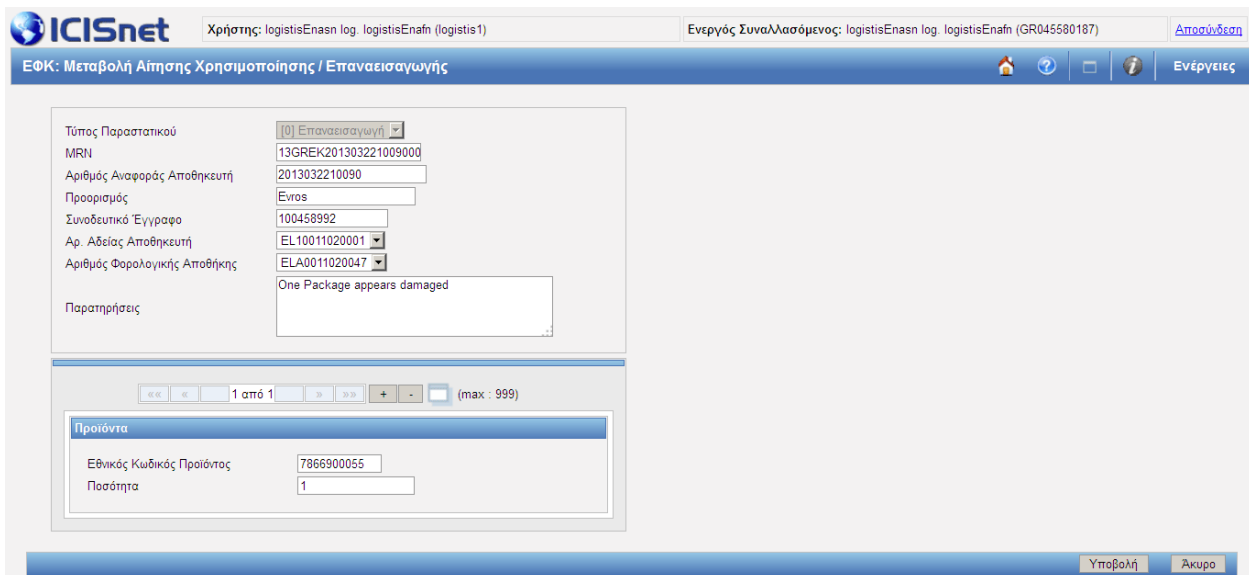 ICISnet
Χρήστης: logistisEnasn log. logistisEnafn (logistis1)
Ενεργός Συναλλασόμενος: logistisEnasn log. logistisEnafn (GR045580187)
Αποσύνδεση
ΕΦΚ: Μεταβολή Αίτησης Χρησιμοποίησης / Επαναεισαγωγής
Ενέργειες
Τύπος Παραστατικού [0] Επαναεισαγωγή
MRN 13GREK201303221009000
Αριθμός Αναφοράς Αποθηκευτή 2013032210090
Προορισμός Evros
Συνοδευτικό Έγγραφο 100458992
Αρ. Αδείας Αποθηκευτή EL10011020001
Αριθμός Φορολογικής Αποθήκης ELA0011020047
Παρατηρήσεις One Package appears damaged
«« « 1 από 1 » »» + - (max : 999)
Προϊόντα
Εθνικός Κωδικός Προϊόντος 7866900055
Ποσότητα 1
Υποβολή Άκυρο